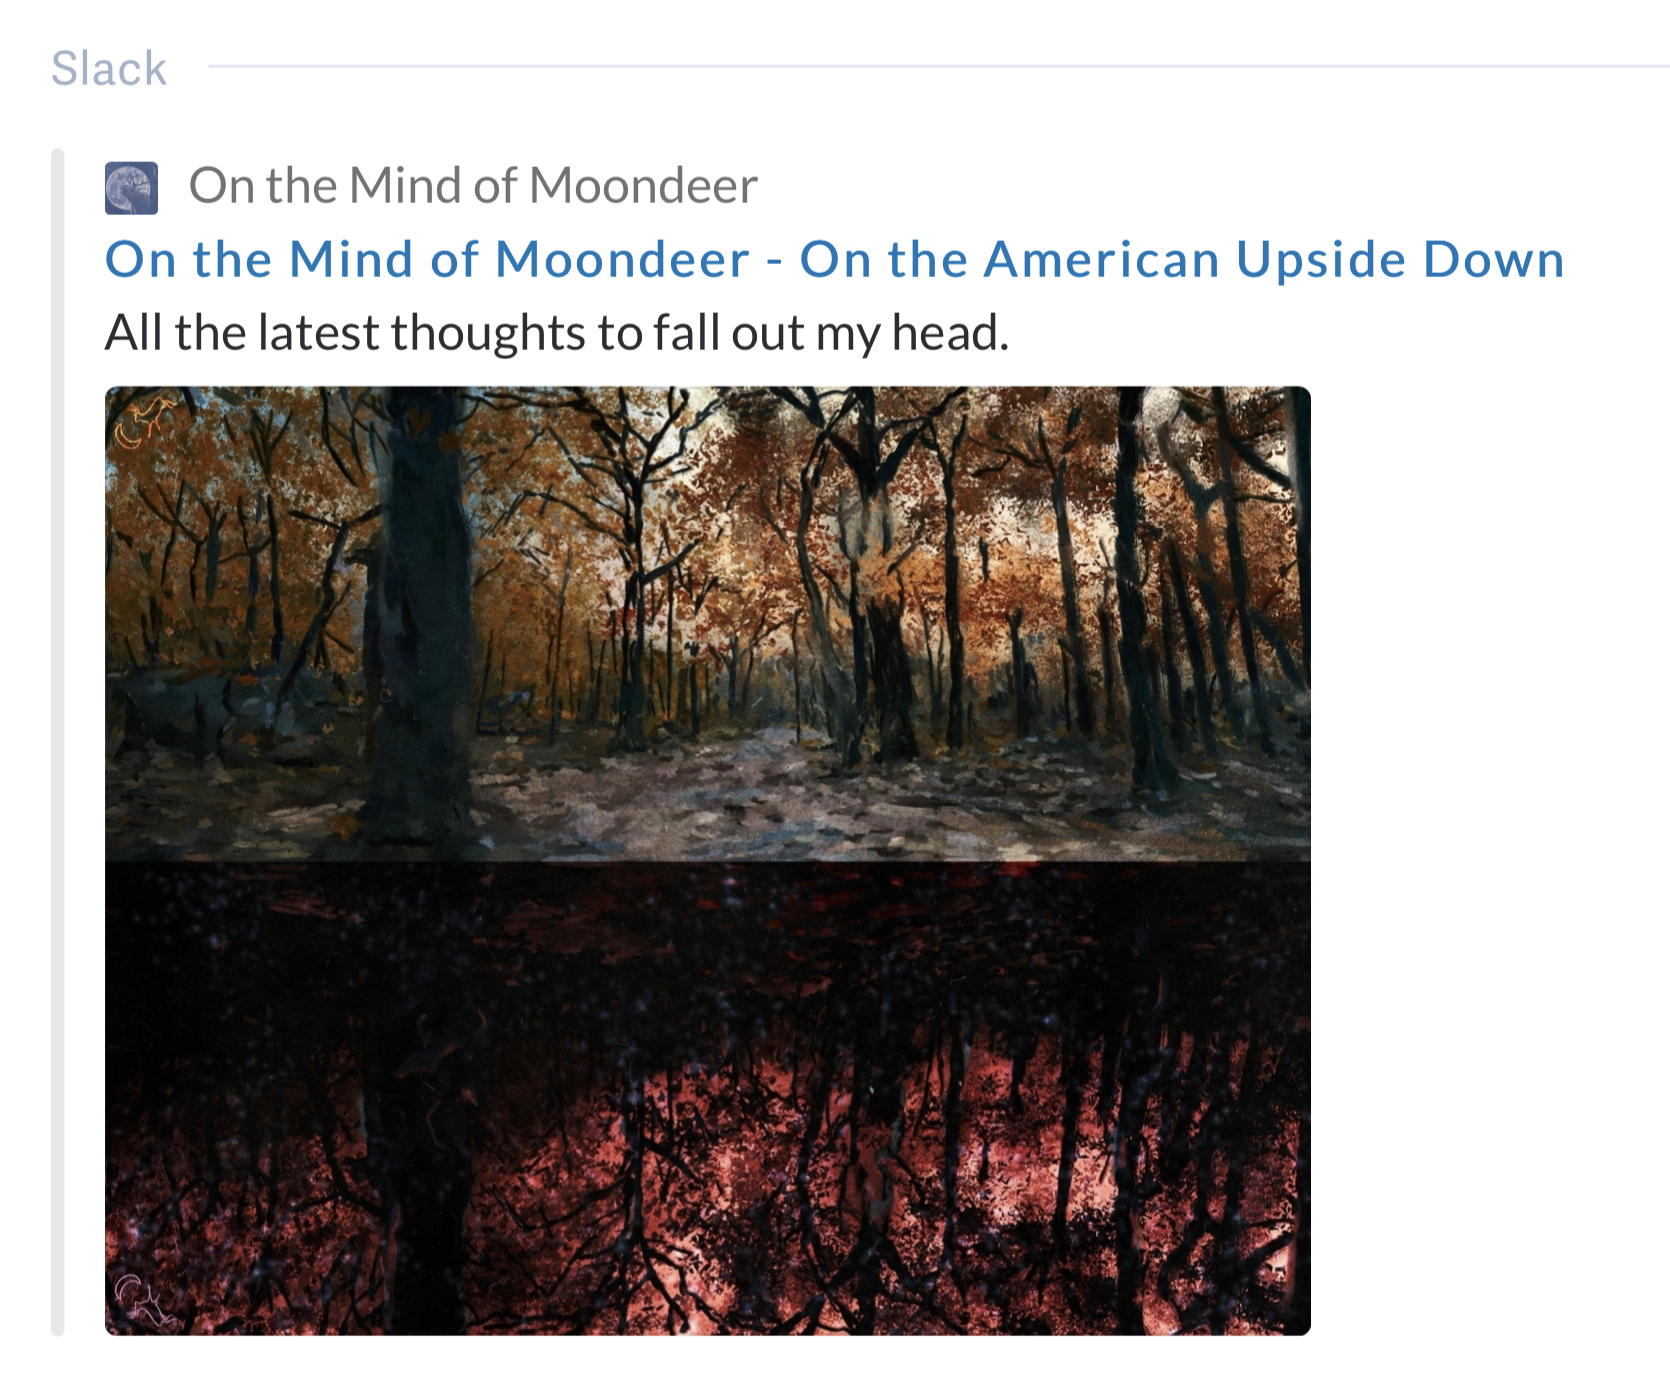 Slack
On the Mind of Moondeer
On the Mind of Moondeer - On the American Upside Down
All the latest thoughts to fall out my head.